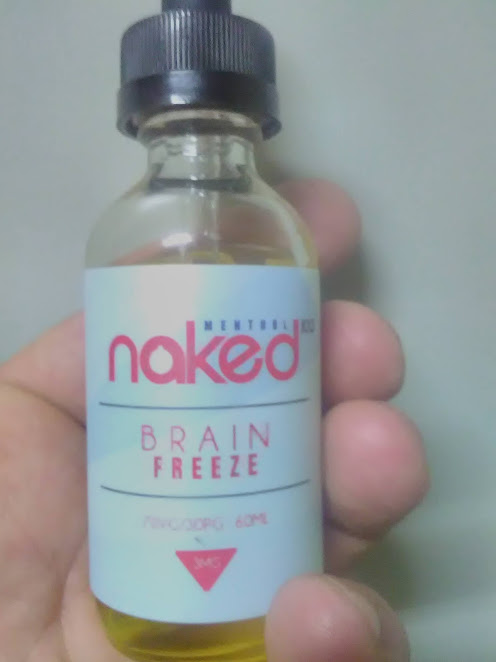 MENTHOL
naked 100
BRAIN
FREEZE
70VG/30PG 60ML
3MG